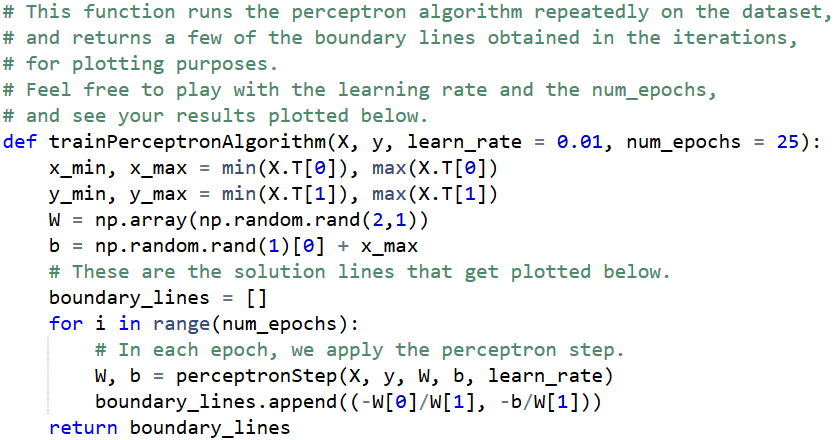 # This function runs the perceptron algorithm repeatedly on the dataset,
# and returns a few of the boundary lines obtained in the iterations,
# for plotting purposes.
# Feel free to play with the learning rate and the num_epochs,
# and see your results plotted below.
def trainPerceptronAlgorithm(X, y, learn_rate = 0.01, num_epochs = 25):
    x_min, x_max = min(X.T[0]), max(X.T[0])
    y_min, y_max = min(X.T[1]), max(X.T[1])
    W = np.array(np.random.rand(2,1))
    b = np.random.rand(1)[0] + x_max
    # These are the solution lines that get plotted below.
    boundary_lines = []
    for i in range(num_epochs):
        # In each epoch, we apply the perceptron step.
        W, b = perceptronStep(X, y, W, b, learn_rate)
        boundary_lines.append((-W[0]/W[1], -b/W[1]))
    return boundary_lines